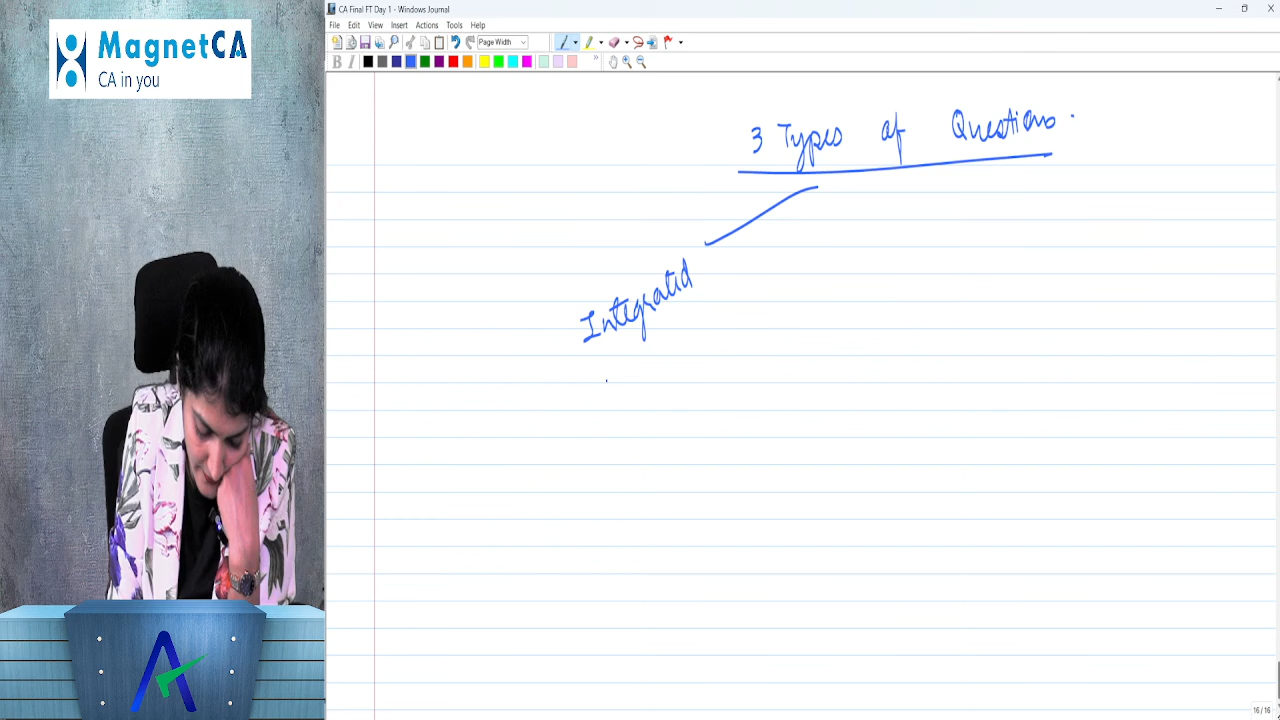 MagnetCA
CA in you
CA Final FT Day 1 - Windows Journal
File Edit View Insert Actions Tools Help
Page Width
B I
3 Types of Questions.
Integrated
16/16